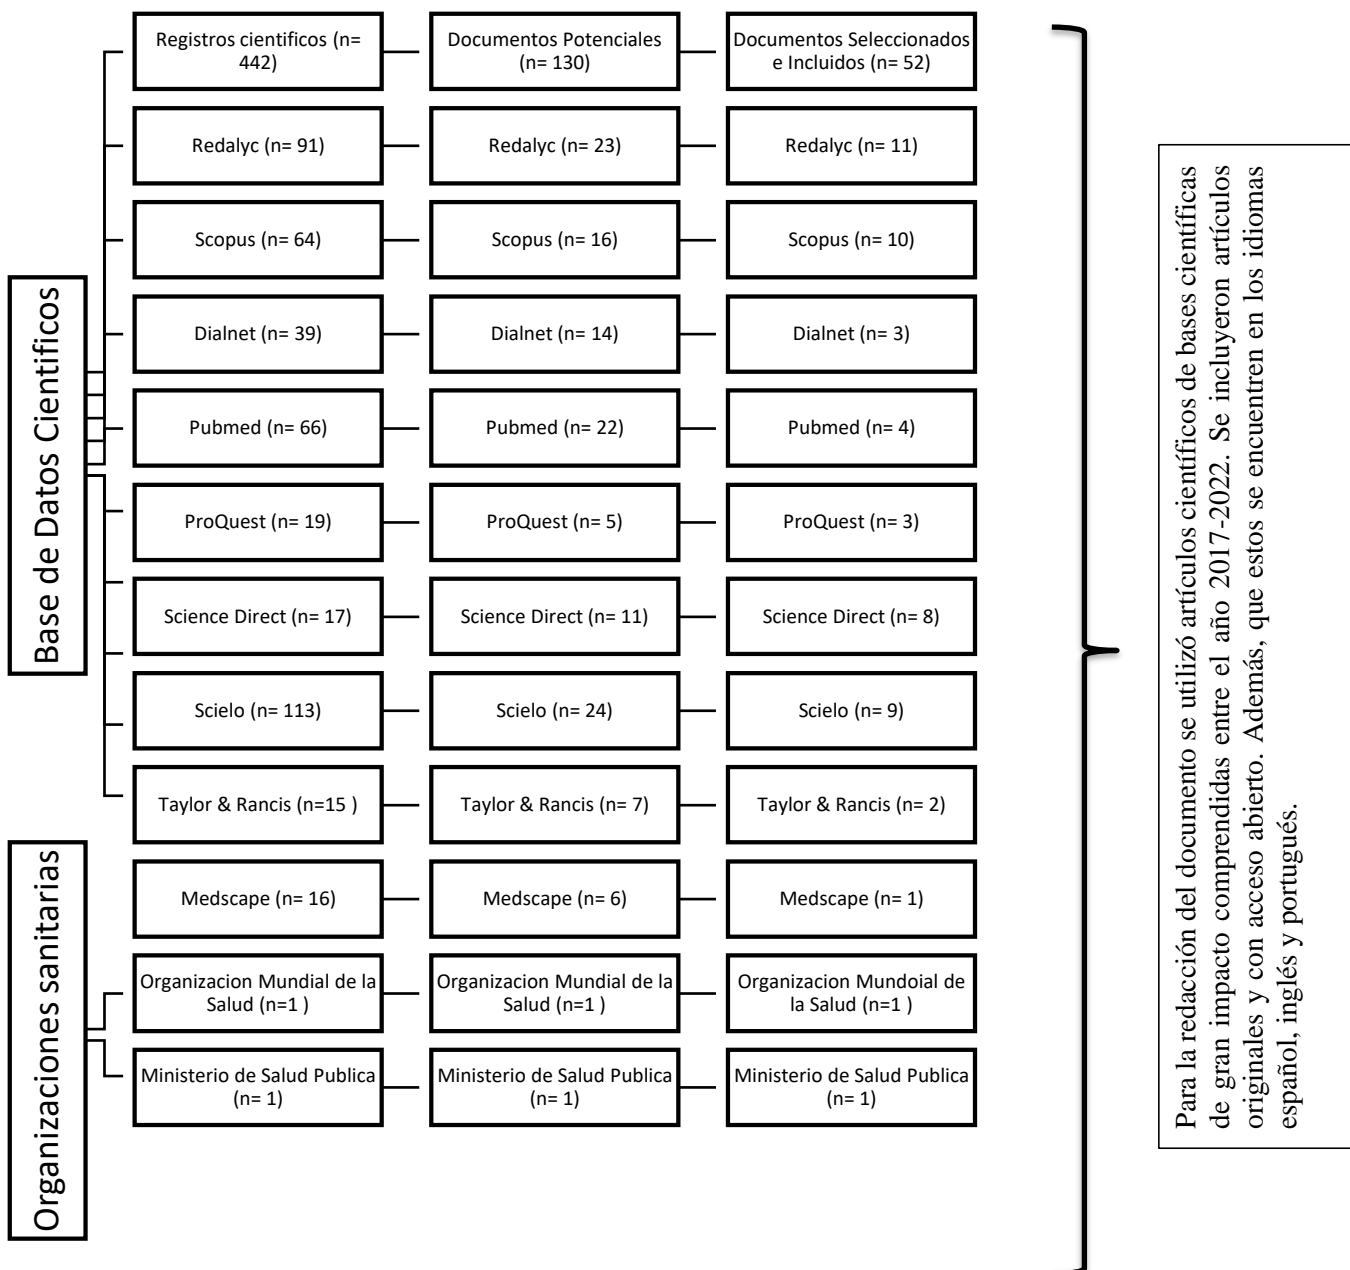 Registros cientificos (n=
442)
Documentos Potenciales
(n= 130)
Documentos Seleccionados
e Incluidos (n= 52)
Redalyc (n= 91)
Redalyc (n= 23)
Redalyc (n= 11)
Scopus (n= 64)
Scopus (n= 16)
Scopus (n= 10)
Base de Datos Cientificos
Dialnet (n= 39)
Dialnet (n= 14)
Dialnet (n= 3)
Pubmed (n= 66)
Pubmed (n= 22)
Pubmed (n= 4)
ProQuest (n= 19)
ProQuest (n= 5)
ProQuest (n= 3)
Science Direct (n= 17)
Science Direct (n= 11)
Science Direct (n= 8)
Scielo (n= 113)
Scielo (n= 24)
Scielo (n= 9)
Taylor & Rancis (n=15 )
Taylor & Rancis (n= 7)
Taylor & Rancis (n= 2)
Organizaciones sanitarias
Medscape (n= 16)
Medscape (n= 6)
Medscape (n= 1)
Organizacion Mundial de la
Salud (n=1 )
Organizacion Mundial de la
Salud (n=1 )
Organizacion Mundoial de
la Salud (n=1 )
Ministerio de Salud Publica
(n= 1)
Ministerio de Salud Publica
(n= 1)
Ministerio de Salud Publica
(n= 1)
Para la redacción del documento se utilizó artículos científicos de bases científicas
de gran impacto comprendidas entre el año 2017-2022. Se incluyeron artículos
originales y con acceso abierto. Además, que estos se encuentren en los idiomas
español, inglés y portugués.